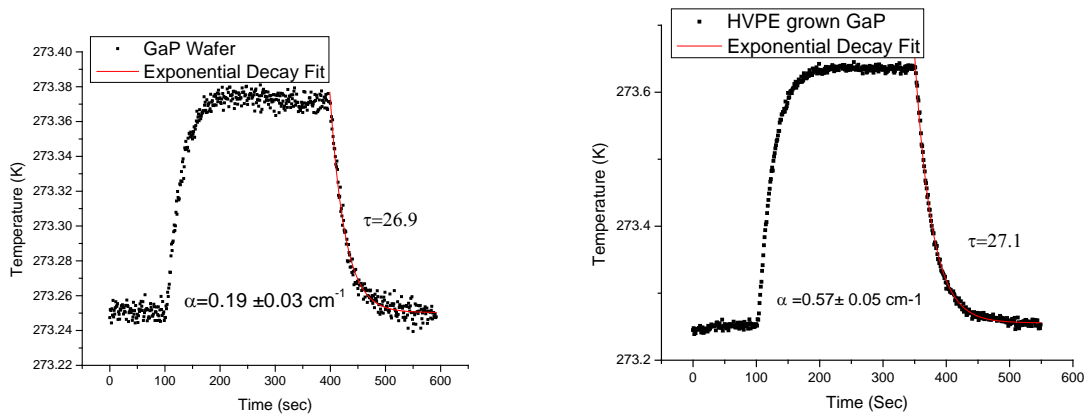 GaP Wafer
Exponential Decay Fit
273.40
273.38
273.36
273.34
273.32
273.30
273.28
273.26
273.24
273.22
Temperature (K)
τ=26.9
α=0.19 ±0.03 cm-1
0 100 200 300 400 500 600
Time (sec)
HVPE grown GaP
Exponential Decay Fit
273.6
273.4
273.2
Temperature (K)
τ=27.1
α =0.57± 0.05 cm-1
0 100 200 300 400 500 600
Time (Sec)